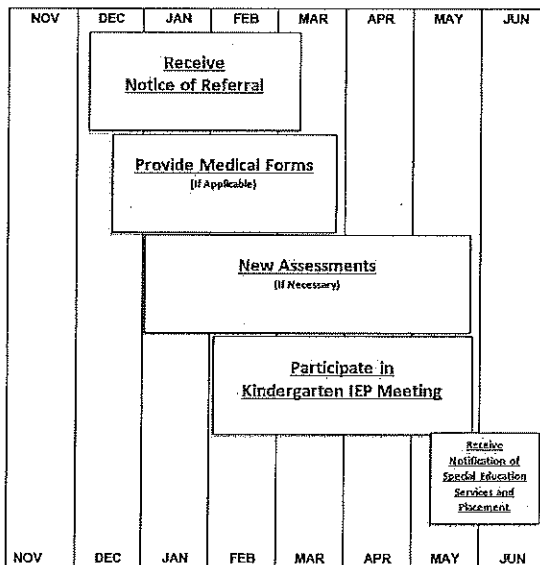 NOV DEC JAN FEB MAR APR MAY JUN
Receive
Notice of Referral
Provide Medical Forms
(If Applicable)
New Assessments
(If Necessary)
Participate in
Kindergarten IEP Meeting
Receive
Notification of
Special Education
Services and
Placement
NOV DEC JAN FEB MAR APR MAY JUN